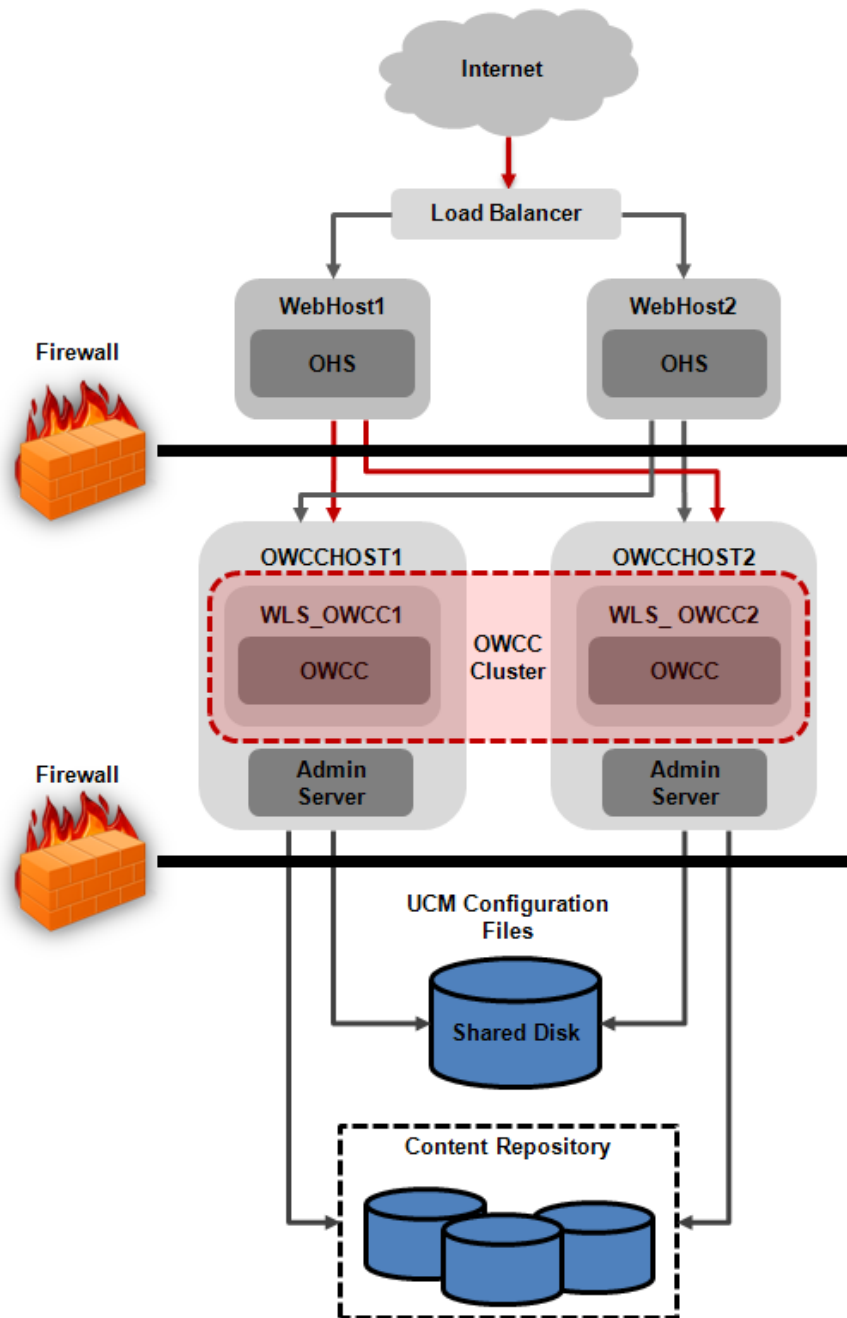 Internet
Load Balancer
WebHost1
WebHost2
OHS
OHS
Firewall
OWCCHOST1
OWCCHOST2
WLS_OWCC1
WLS_ OWCC2
OWCC
Cluster
OWCC
OWCC
Admin
Server
Admin
Server
Firewall
UCM Configuration
Files
Shared Disk
Content Repository